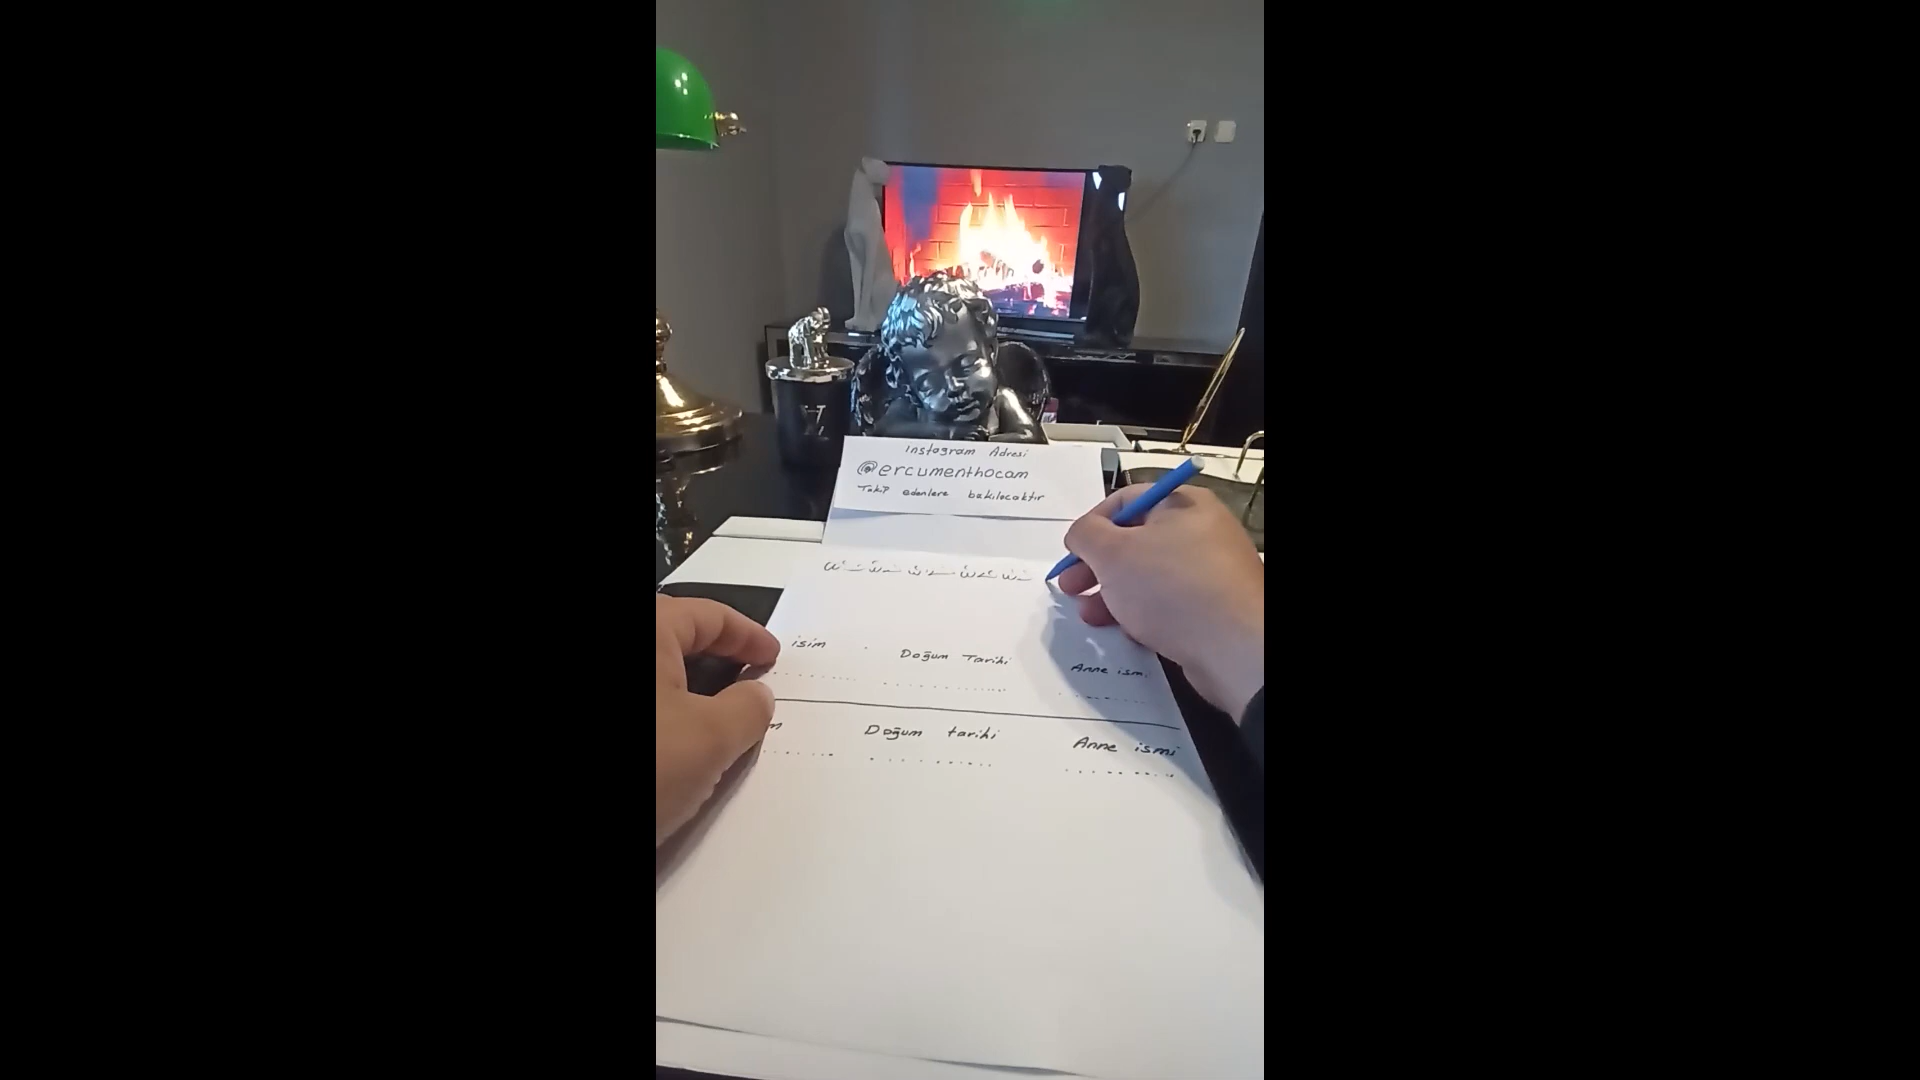 instagram Adresi
@ercumenthocam
Takip edenlere bakılacaktır
isim Doğum Tarihi Anne ismi
Doğum tarihi Anne ismi